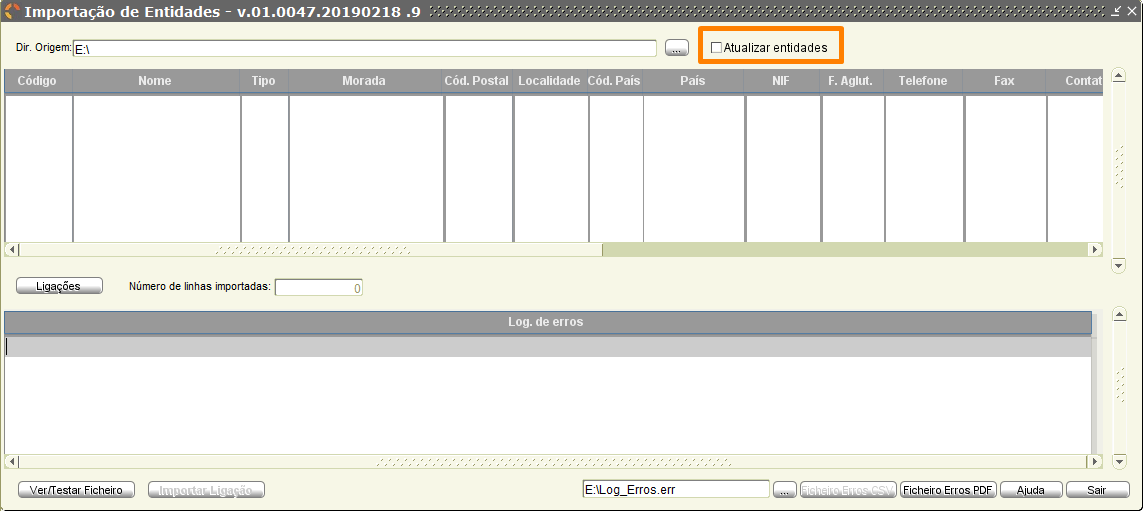 Importação de Entidades - v.01.0047.20190218 .9
Dir. Origem: E:\ ... Atualizar entidades
Código Nome Tipo Morada Cód. Postal Localidade Cód. País País NIF F. Aglut. Telefone Fax Contat
Ligações Número de linhas importadas: 0
Log. de erros
Ver/Testar Ficheiro Importar Ligação E:\Log_Erros.err ... Ficheiro Erros CSV Ficheiro Erros PDF Ajuda Sair